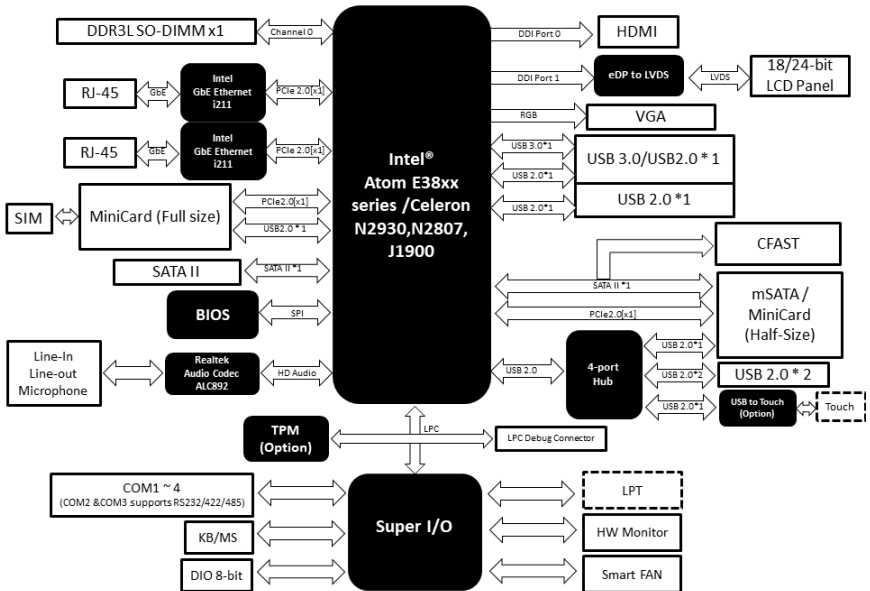 DDR3L SO-DIMM x1
Channel 0
RJ-45
GbE
Intel
GbE Ethernet
i211
PCIe 2.0[x1]
RJ-45
GbE
Intel
GbE Ethernet
i211
PCIe 2.0[x1]
SIM
MiniCard (Full size)
PCIe2.0[x1]
USB2.0 * 1
SATA II
SATA II *1
BIOS
SPI
Line-In
Line-out
Microphone
Realtek
Audio Codec
ALC892
HD Audio
Intel®
Atom E38xx
series /Celeron
N2930,N2807,
J1900
DDI Port 0
HDMI
DDI Port 1
eDP to LVDS
LVDS
18/24-bit
LCD Panel
RGB
VGA
USB 3.0*1
USB 2.0*1
USB 3.0/USB2.0 * 1
USB 2.0*1
USB 2.0 *1
CFAST
SATA II *1
PCIe2.0[x1]
mSATA /
MiniCard
(Half-Size)
USB 2.0
4-port
Hub
USB 2.0*1
USB 2.0*2
USB 2.0 * 2
USB 2.0*1
USB to Touch
(Option)
Touch
TPM
(Option)
LPC
LPC Debug Connector
COM1 ~ 4
(COM2 &COM3 supports RS232/422/485)
KB/MS
DIO 8-bit
Super I/O
LPT
HW Monitor
Smart FAN